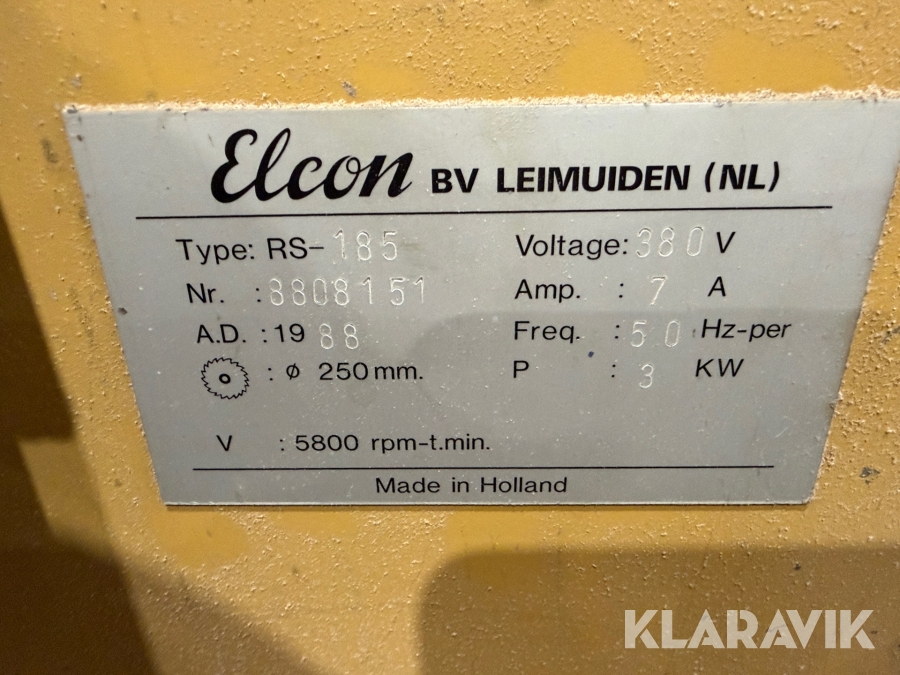 Elcon BV LEIMUIDEN (NL)
Type: RS-185 Voltage: 380 V
Nr. : 8808151 Amp. : 7 A
A.D. : 1988 Freq. : 50 Hz-per
: ø 250 mm. P : 3 KW
V : 5800 rpm-t.min.
Made in Holland
KLARAVIK